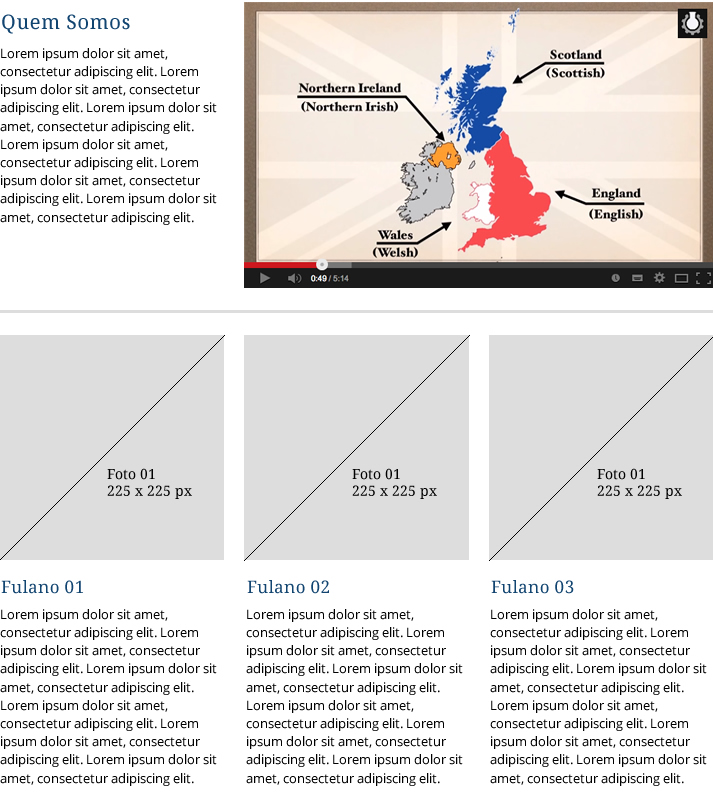 Quem Somos
Lorem ipsum dolor sit amet,
consectetur adipiscing elit. Lorem
ipsum dolor sit amet, consectetur
adipiscing elit. Lorem ipsum dolor sit
amet, consectetur adipiscing elit.
Lorem ipsum dolor sit amet,
consectetur adipiscing elit. Lorem
ipsum dolor sit amet, consectetur
adipiscing elit. Lorem ipsum dolor sit
amet, consectetur adipiscing elit.
Scotland
(Scottish)
Northern Ireland
(Northern Irish)
England
(English)
Wales
(Welsh)
0:49 / 5:14
Foto 01
225 x 225 px
Foto 01
225 x 225 px
Foto 01
225 x 225 px
Fulano 01
Lorem ipsum dolor sit amet,
consectetur adipiscing elit. Lorem
ipsum dolor sit amet, consectetur
adipiscing elit. Lorem ipsum dolor sit
amet, consectetur adipiscing elit.
Lorem ipsum dolor sit amet,
consectetur adipiscing elit. Lorem
ipsum dolor sit amet, consectetur
adipiscing elit. Lorem ipsum dolor sit
amet, consectetur adipiscing elit.
Fulano 02
Lorem ipsum dolor sit amet,
consectetur adipiscing elit. Lorem
ipsum dolor sit amet, consectetur
adipiscing elit. Lorem ipsum dolor sit
amet, consectetur adipiscing elit.
Lorem ipsum dolor sit amet,
consectetur adipiscing elit. Lorem
ipsum dolor sit amet, consectetur
adipiscing elit. Lorem ipsum dolor sit
amet, consectetur adipiscing elit.
Fulano 03
Lorem ipsum dolor sit amet,
consectetur adipiscing elit. Lorem
ipsum dolor sit amet, consectetur
adipiscing elit. Lorem ipsum dolor sit
amet, consectetur adipiscing elit.
Lorem ipsum dolor sit amet,
consectetur adipiscing elit. Lorem
ipsum dolor sit amet, consectetur
adipiscing elit. Lorem ipsum dolor sit
amet, consectetur adipiscing elit.